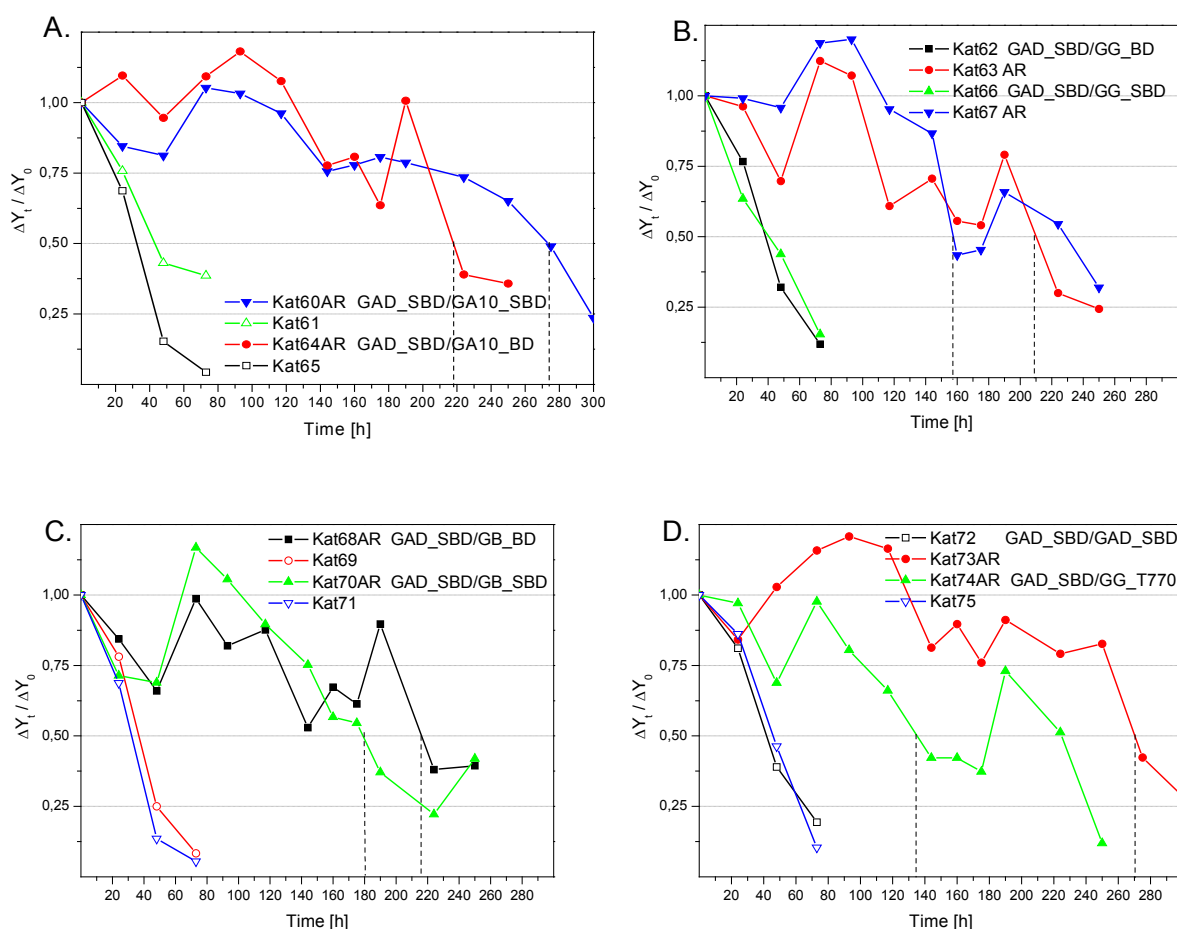 A.
1,00
0,75
0,50
0,25
ΔYt / ΔY0
Kat60AR GAD_SBD/GA10_SBD
Kat61
Kat64AR GAD_SBD/GA10_BD
Kat65
20 40 60 80 100 120 140 160 180 200 220 240 260 280 300
Time [h]
B.
1,00
0,75
0,50
0,25
ΔYt / ΔY0
Kat62 GAD_SBD/GG_BD
Kat63 AR
Kat66 GAD_SBD/GG_SBD
Kat67 AR
20 40 60 80 100 120 140 160 180 200 220 240 260 280 300
Time [h]
C.
1,00
0,75
0,50
0,25
ΔYt / ΔY0
Kat68AR GAD_SBD/GB_BD
Kat69
Kat70AR GAD_SBD/GB_SBD
Kat71
20 40 60 80 100 120 140 160 180 200 220 240 260 280
Time [h]
D.
1,00
0,75
0,50
0,25
ΔYt / ΔY0
Kat72 GAD_SBD/GAD_SBD
Kat73AR
Kat74AR GAD_SBD/GG_T770
Kat75
20 40 60 80 100 120 140 160 180 200 220 240 260 280
Time [h]